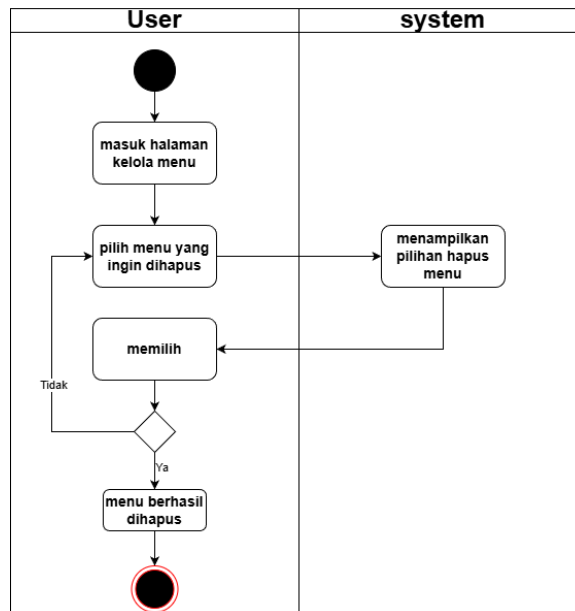 User
system
masuk halaman
kelola menu
pilih menu yang
ingin dihapus
menampilkan
pilihan hapus
menu
memilih
Tidak
Ya
menu berhasil
dihapus